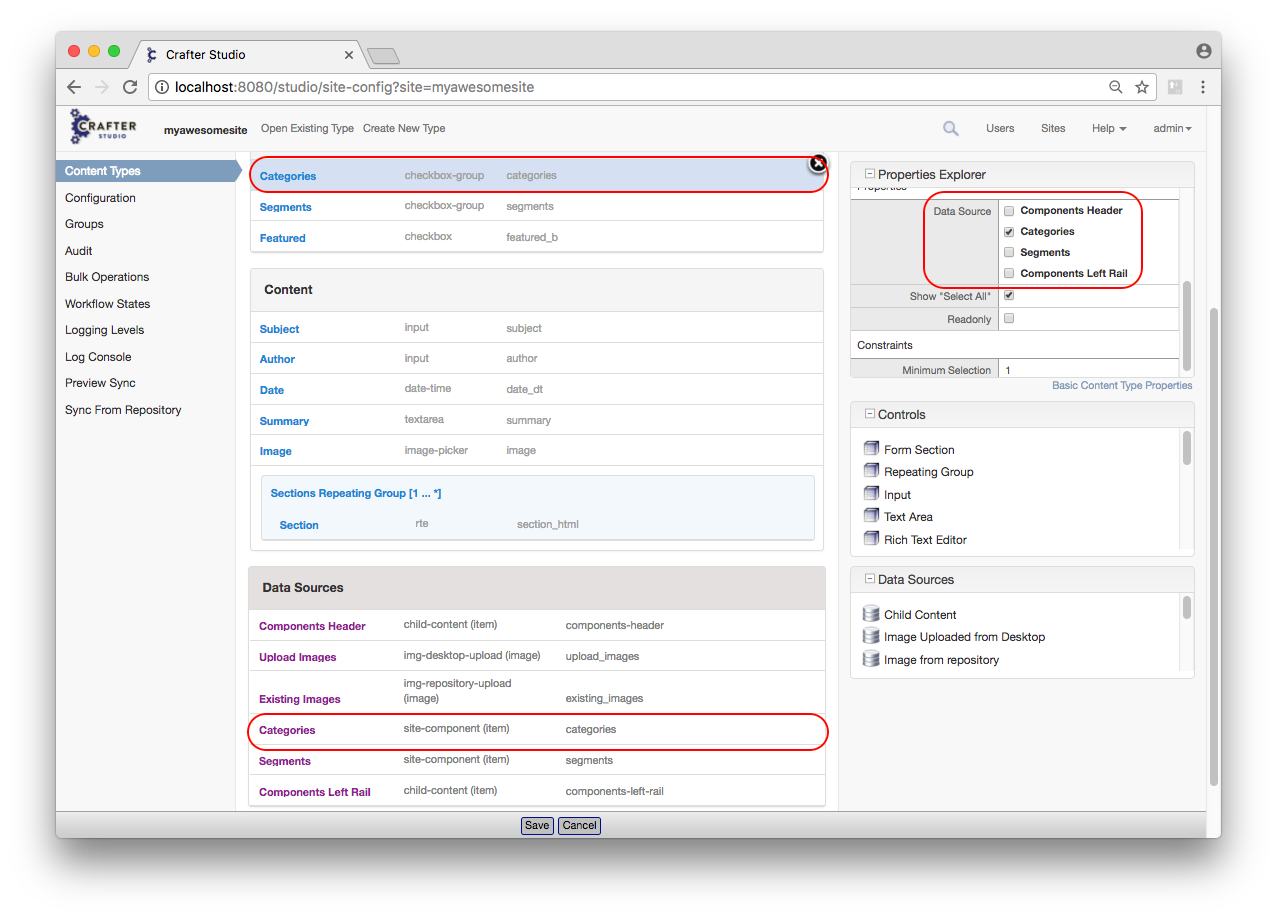 Crafter Studio
localhost:8080/studio/site-config?site=myawesomesite
CRAFTER
STUDIO
myawesomesite Open Existing Type Create New Type Users Sites Help admin
Content Types
Configuration
Groups
Audit
Bulk Operations
Workflow States
Logging Levels
Log Console
Preview Sync
Sync From Repository
Categories checkbox-group categories
Segments checkbox-group segments
Featured checkbox featured_b
Content
Subject input subject
Author input author
Date date-time date_dt
Summary textarea summary
Image image-picker image
Sections Repeating Group [1 ... *]
Section rte section_html
Data Sources
Components Header child-content (item) components-header
Upload Images img-desktop-upload (image) upload_images
Existing Images img-repository-upload (image) existing_images
Categories site-component (item) categories
Segments site-component (item) segments
Components Left Rail child-content (item) components-left-rail
Properties Explorer
Properties
Data Source Components Header
Categories
Segments
Components Left Rail
Show "Select All"
Readonly
Constraints
Minimum Selection 1
Basic Content Type Properties
Controls
Form Section
Repeating Group
Input
Text Area
Rich Text Editor
Data Sources
Child Content
Image Uploaded from Desktop
Image from repository
Save Cancel